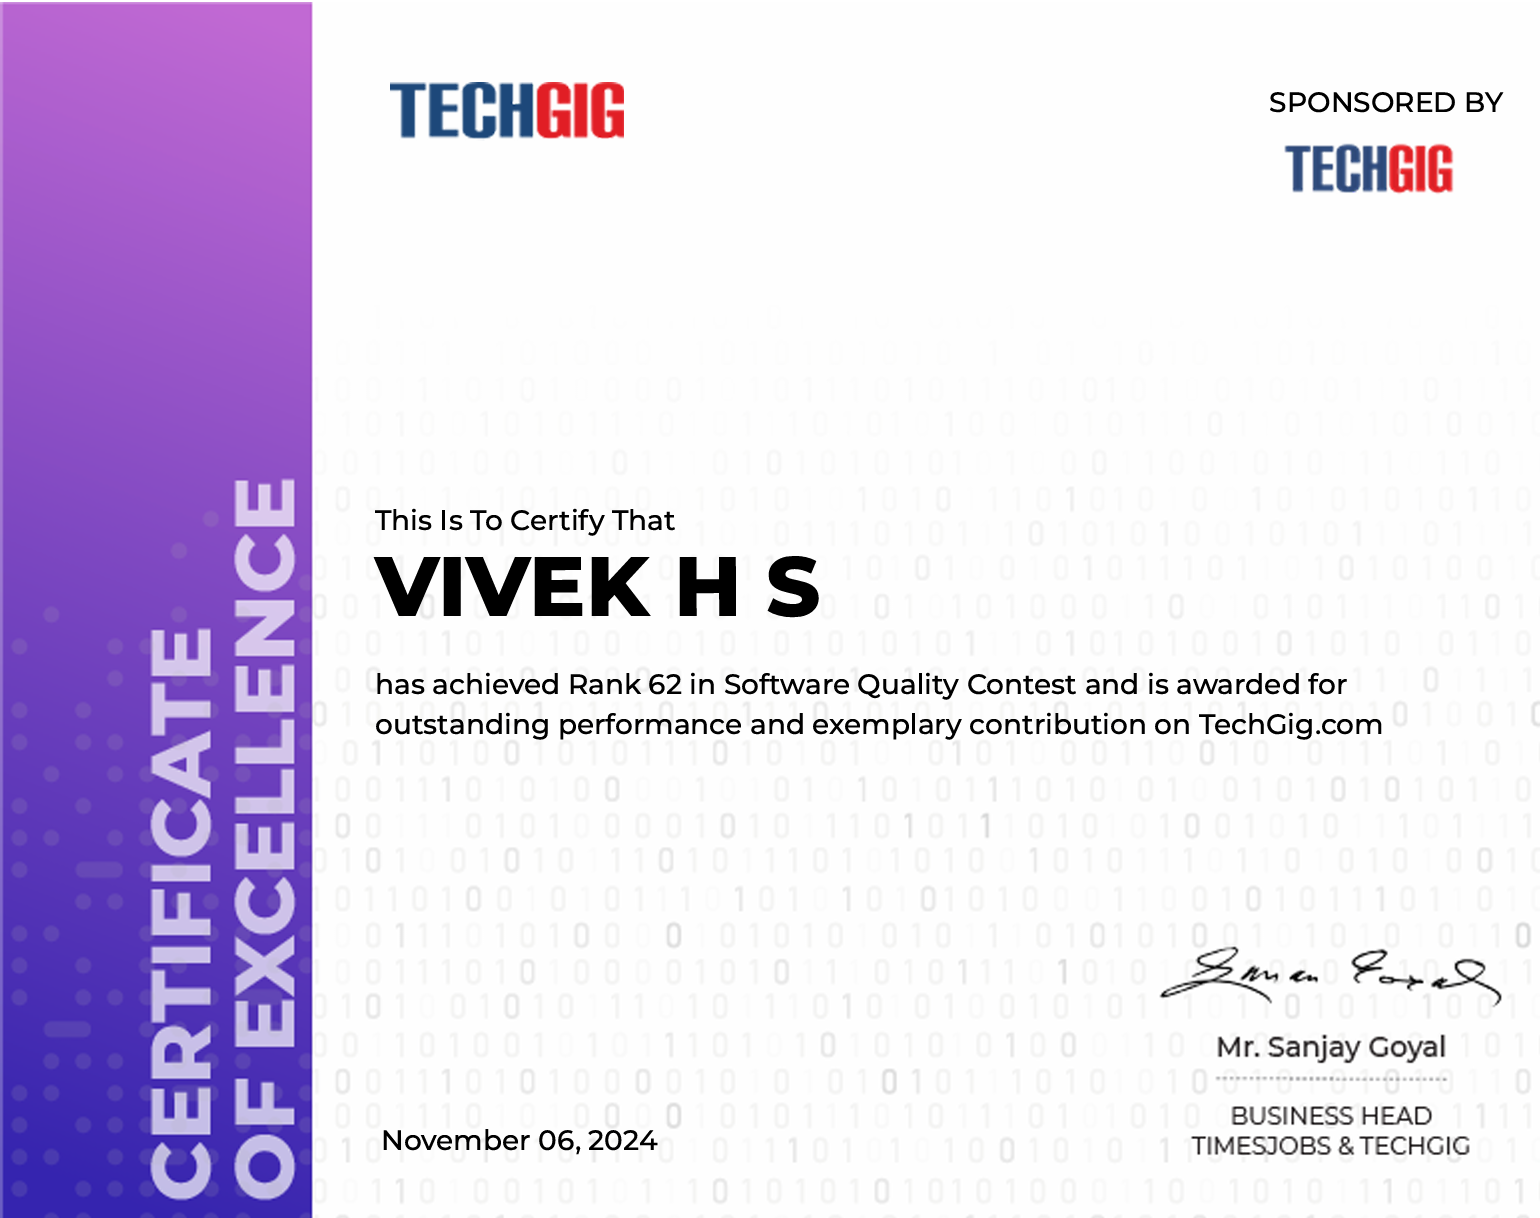 TECHGIG
SPONSORED BY
TECHGIG
CERTIFICATE
OF EXCELLENCE
This Is To Certify That
VIVEK H S
has achieved Rank 62 in Software Quality Contest and is awarded for
outstanding performance and exemplary contribution on TechGig.com
November 06, 2024
Mr. Sanjay Goyal
BUSINESS HEAD
TIMESJOBS & TECHGIG